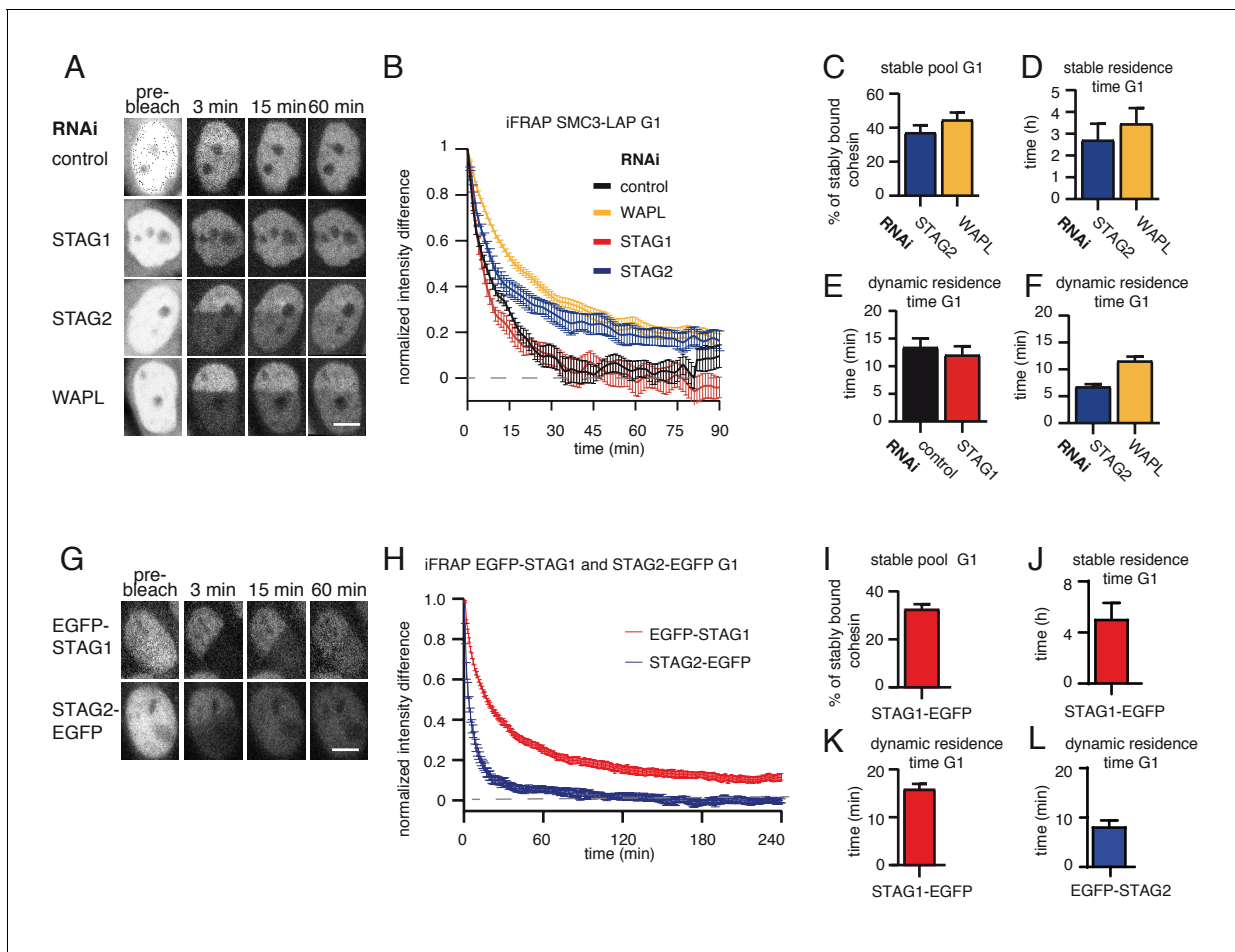 A
pre-
bleach 3 min 15 min 60 min
RNAi
control
STAG1
STAG2
WAPL
B
iFRAP SMC3-LAP G1
RNAi
control
WAPL
STAG1
STAG2
normalized intensity difference
1
0.8
0.6
0.4
0.2
0
0 15 30 45 60 75 90
time (min)
C
stable pool G1
% of stably bound
cohesin
60
40
20
0
RNAi STAG2 WAPL
D
stable residence
time G1
time (h)
5
4
3
2
1
0
RNAi STAG2 WAPL
E
dynamic residence
time G1
time (min)
20
15
10
5
0
RNAi control STAG1
F
dynamic residence
time G1
time (min)
20
15
10
5
0
RNAi STAG2 WAPL
G
pre-
bleach 3 min 15 min 60 min
EGFP-
STAG1
STAG2-
EGFP
H
iFRAP EGFP-STAG1 and STAG2-EGFP G1
EGFP-STAG1
STAG2-EGFP
normalized intensity difference
1.0
0.8
0.6
0.4
0.2
0
0 60 120 180 240
time (min)
I
stable pool G1
% of stably bound
cohesin
40
20
0
STAG1-EGFP
J
stable residence
time G1
time (h)
8
4
0
STAG1-EGFP
K
dynamic residence
time G1
time (min)
20
10
0
STAG1-EGFP
L
dynamic residence
time G1
time (min)
20
10
0
EGFP-STAG2